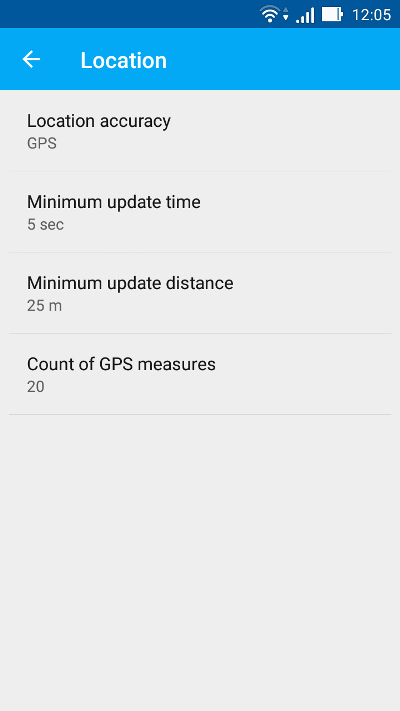 12:05
Location
Location accuracy
GPS
Minimum update time
5 sec
Minimum update distance
25 m
Count of GPS measures
20